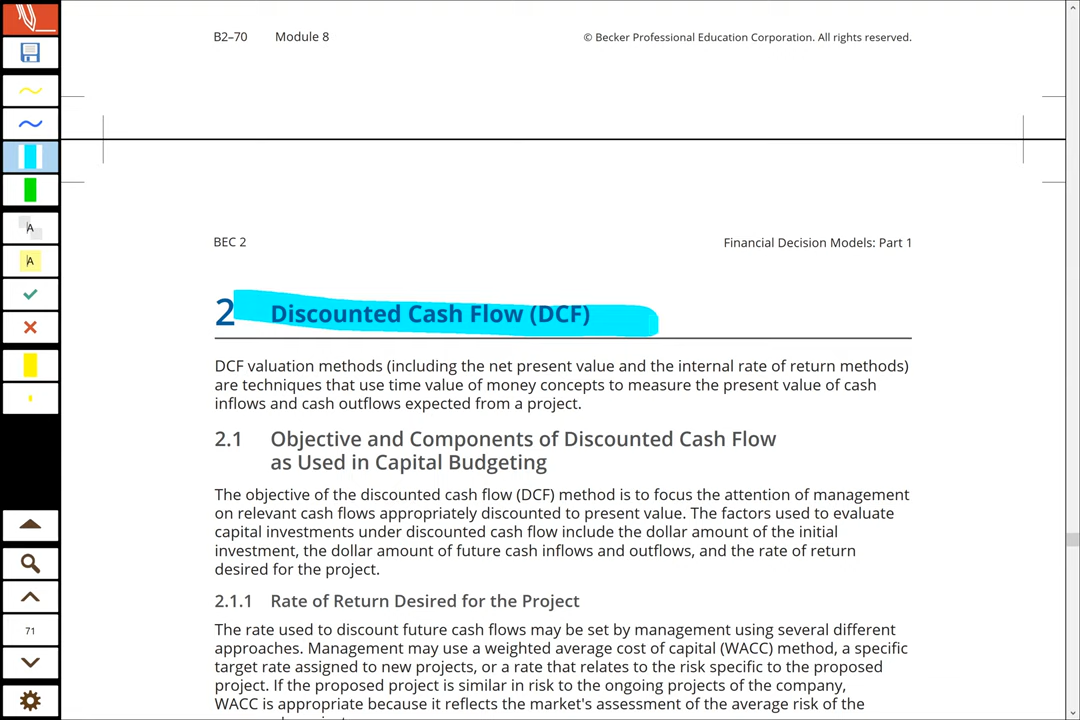 B2–70 Module 8 © Becker Professional Education Corporation. All rights reserved.
BEC 2 Financial Decision Models: Part 1
2 Discounted Cash Flow (DCF)
DCF valuation methods (including the net present value and the internal rate of return methods)
are techniques that use time value of money concepts to measure the present value of cash
inflows and cash outflows expected from a project.
2.1 Objective and Components of Discounted Cash Flow
as Used in Capital Budgeting
The objective of the discounted cash flow (DCF) method is to focus the attention of management
on relevant cash flows appropriately discounted to present value. The factors used to evaluate
capital investments under discounted cash flow include the dollar amount of the initial
investment, the dollar amount of future cash inflows and outflows, and the rate of return
desired for the project.
2.1.1 Rate of Return Desired for the Project
The rate used to discount future cash flows may be set by management using several different
approaches. Management may use a weighted average cost of capital (WACC) method, a specific
target rate assigned to new projects, or a rate that relates to the risk specific to the proposed
project. If the proposed project is similar in risk to the ongoing projects of the company,
WACC is appropriate because it reflects the market's assessment of the average risk of the
A
A
71